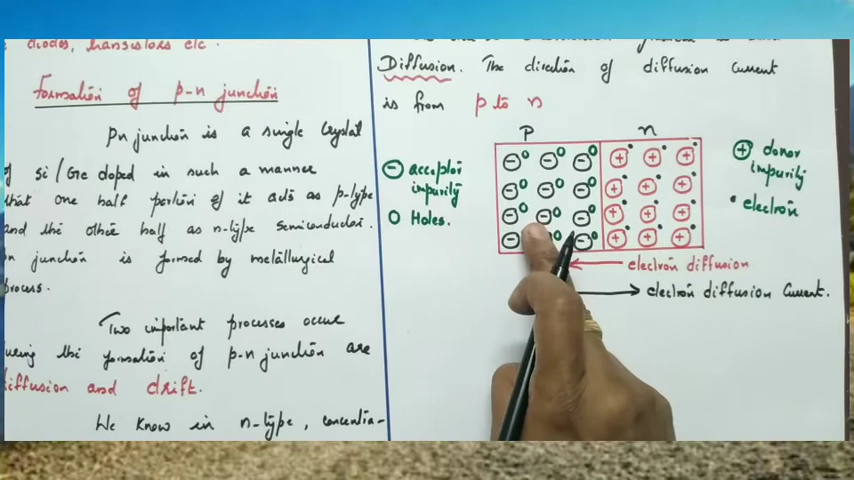 diodes, transistors etc.
Formation of p-n junction
pn junction is a single crystal
of si/Ge doped in such a manner
that one half portion of it acts as p-type
and the other half as n-type semiconductor.
junction is formed by metallurgical
process.
Two important processes occur
during the formation of p-n junction are
diffusion and drift.
We know in n-type, concentra-
Diffusion. The direction of diffusion current
is from p to n
p n
⊖ acceptor
impurity
o Holes.
⊕ donor
impurity
• electron
electron diffusion
electron diffusion current.